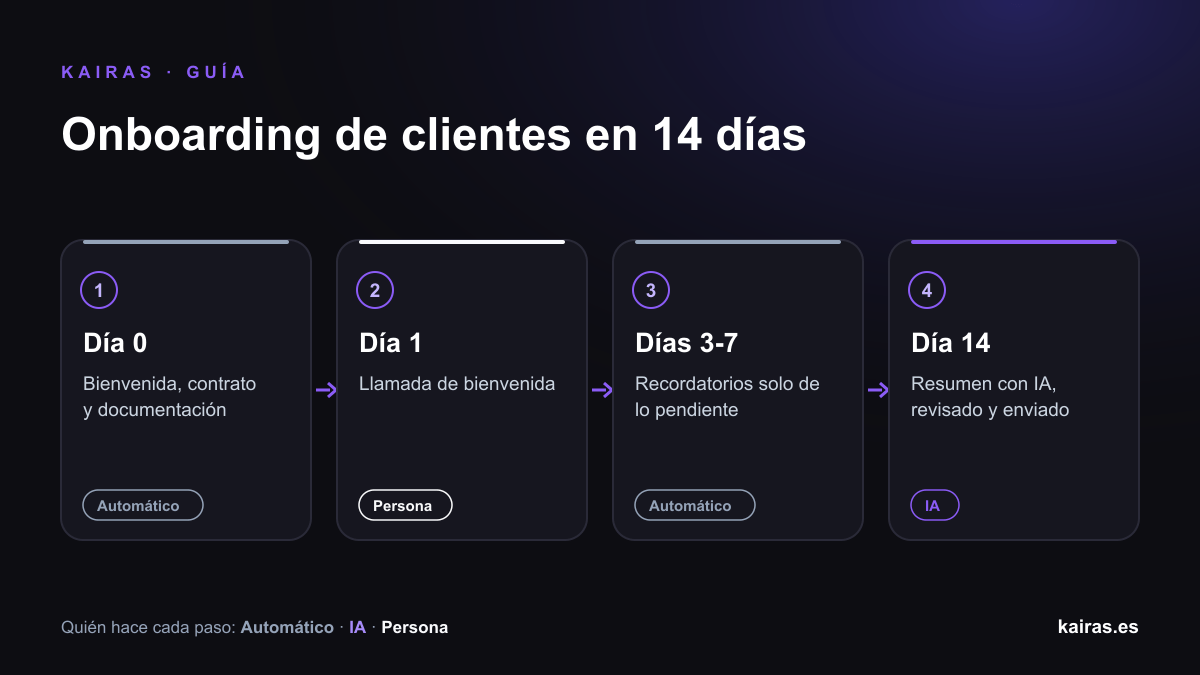 KAIRAS · GUÍA
Onboarding de clientes en 14 días
1
Día 0
Bienvenida, contrato
y documentación
Automático
2
Día 1
Llamada de bienvenida
Persona
3
Días 3-7
Recordatorios solo de
lo pendiente
Automático
4
Día 14
Resumen con IA,
revisado y enviado
IA
Quién hace cada paso: Automático · IA · Persona
kairas.es